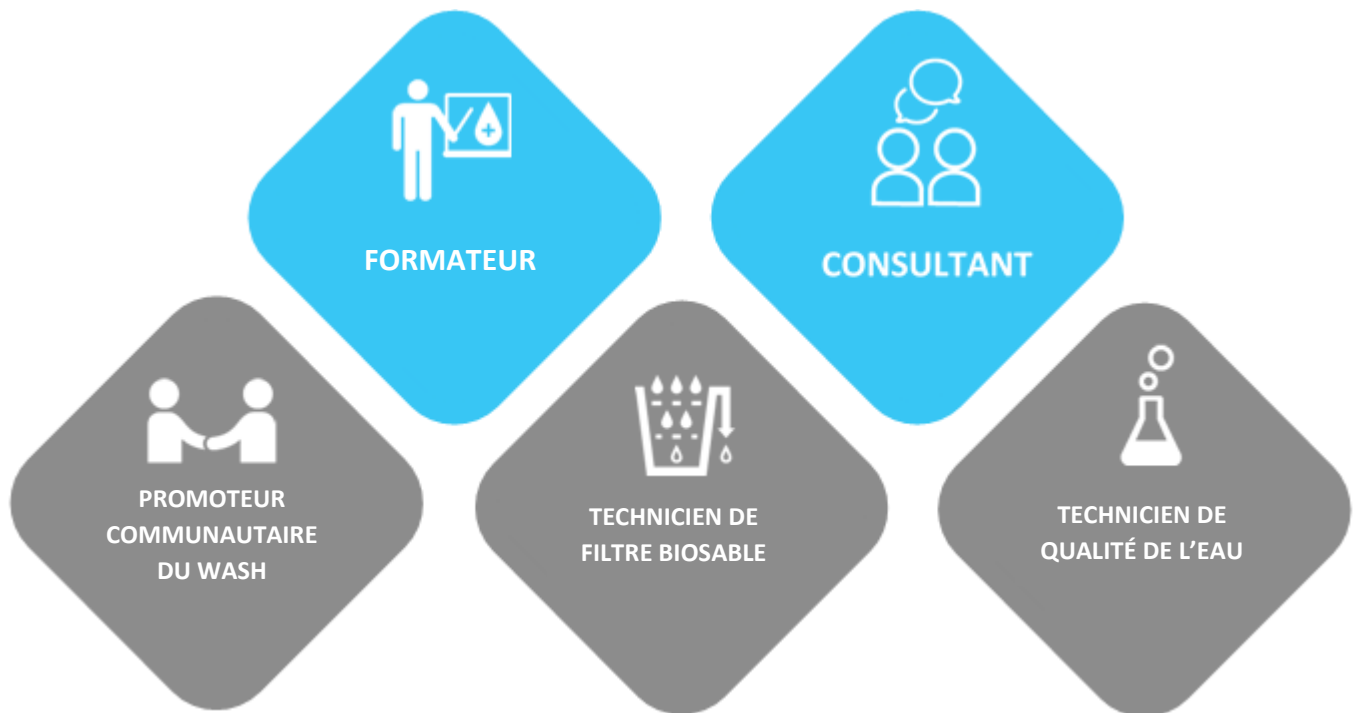 FORMATEUR
CONSULTANT
PROMOTEUR
COMMUNAUTAIRE
DU WASH
TECHNICIEN DE
FILTRE BIOSABLE
TECHNICIEN DE
QUALITÉ DE L’EAU